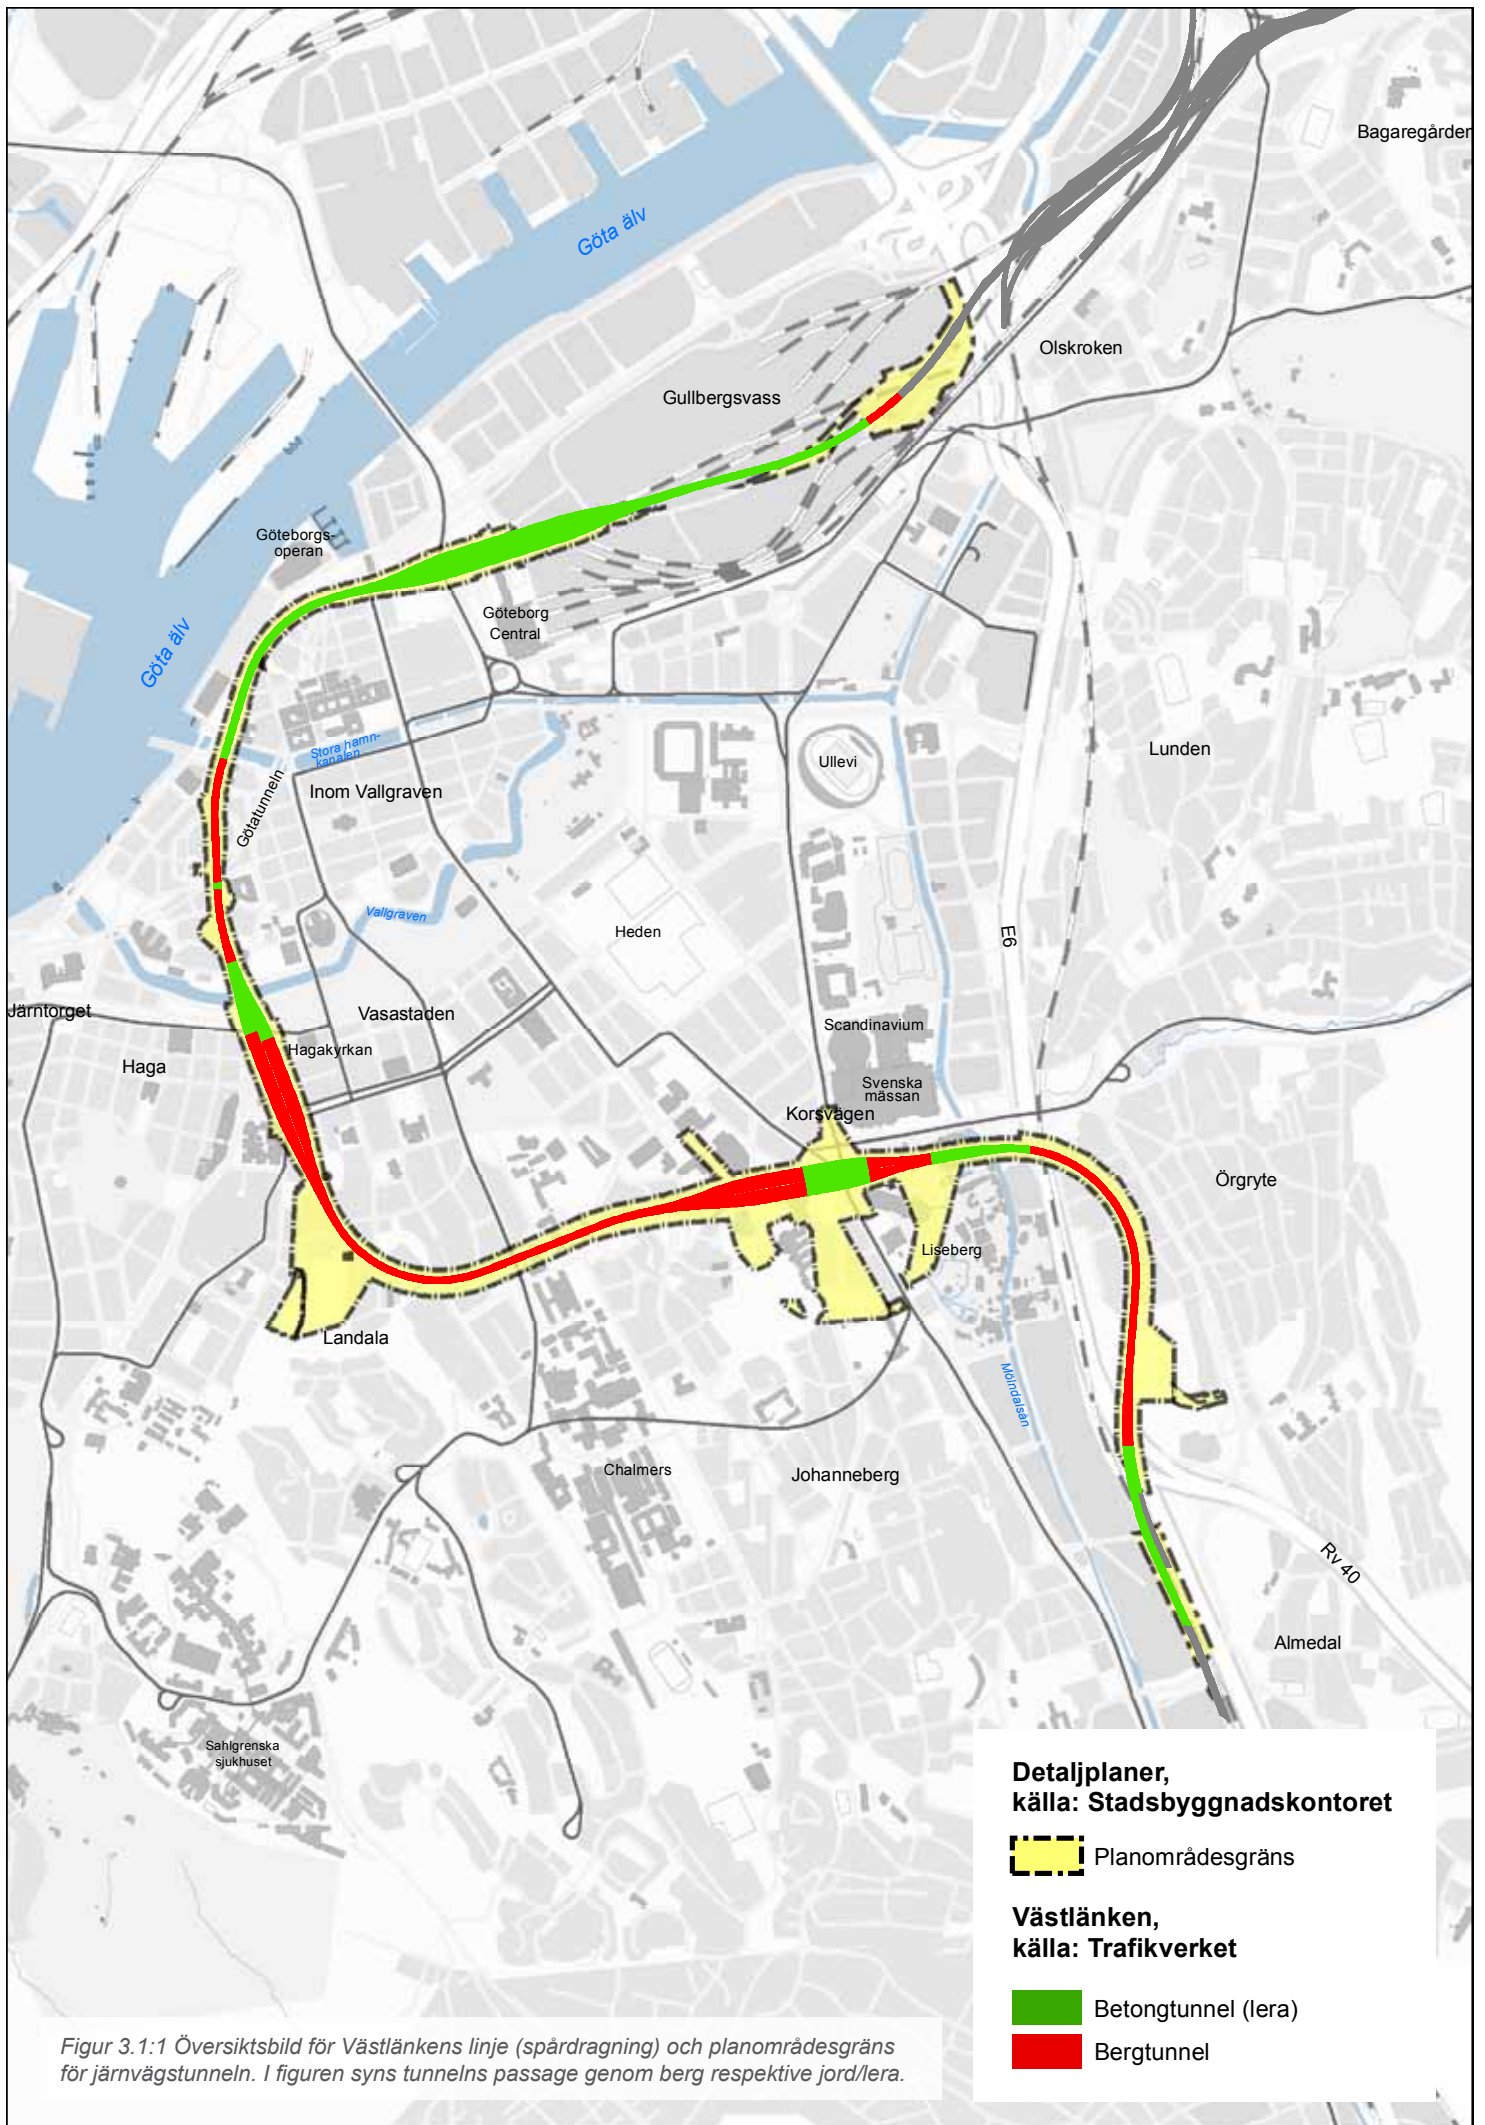 Bagaregården
Göta älv
Olskroken
Gullbergsvass
Göteborgs-
operan
Göteborg
Central
Göta älv
Stora hamn-
kanalen
Ullevi
Lunden
Inom Vallgraven
Götatunneln
Vallgraven
Heden
E6
Järntorget
Vasastaden
Scandinavium
Hagakyrkan
Haga
Svenska
mässan
Korsvägen
Örgryte
Liseberg
Landala
Mölndalsån
Chalmers
Johanneberg
Rv 40
Almedal
Sahlgrenska
sjukhuset
Detaljplaner,
källa: Stadsbyggnadskontoret
Planområdesgräns
Västlänken,
källa: Trafikverket
Betongtunnel (lera)
Bergtunnel
Figur 3.1:1 Översiktsbild för Västlänkens linje (spårdragning) och planområdesgräns
för järnvägstunneln. I figuren syns tunnelns passage genom berg respektive jord/lera.